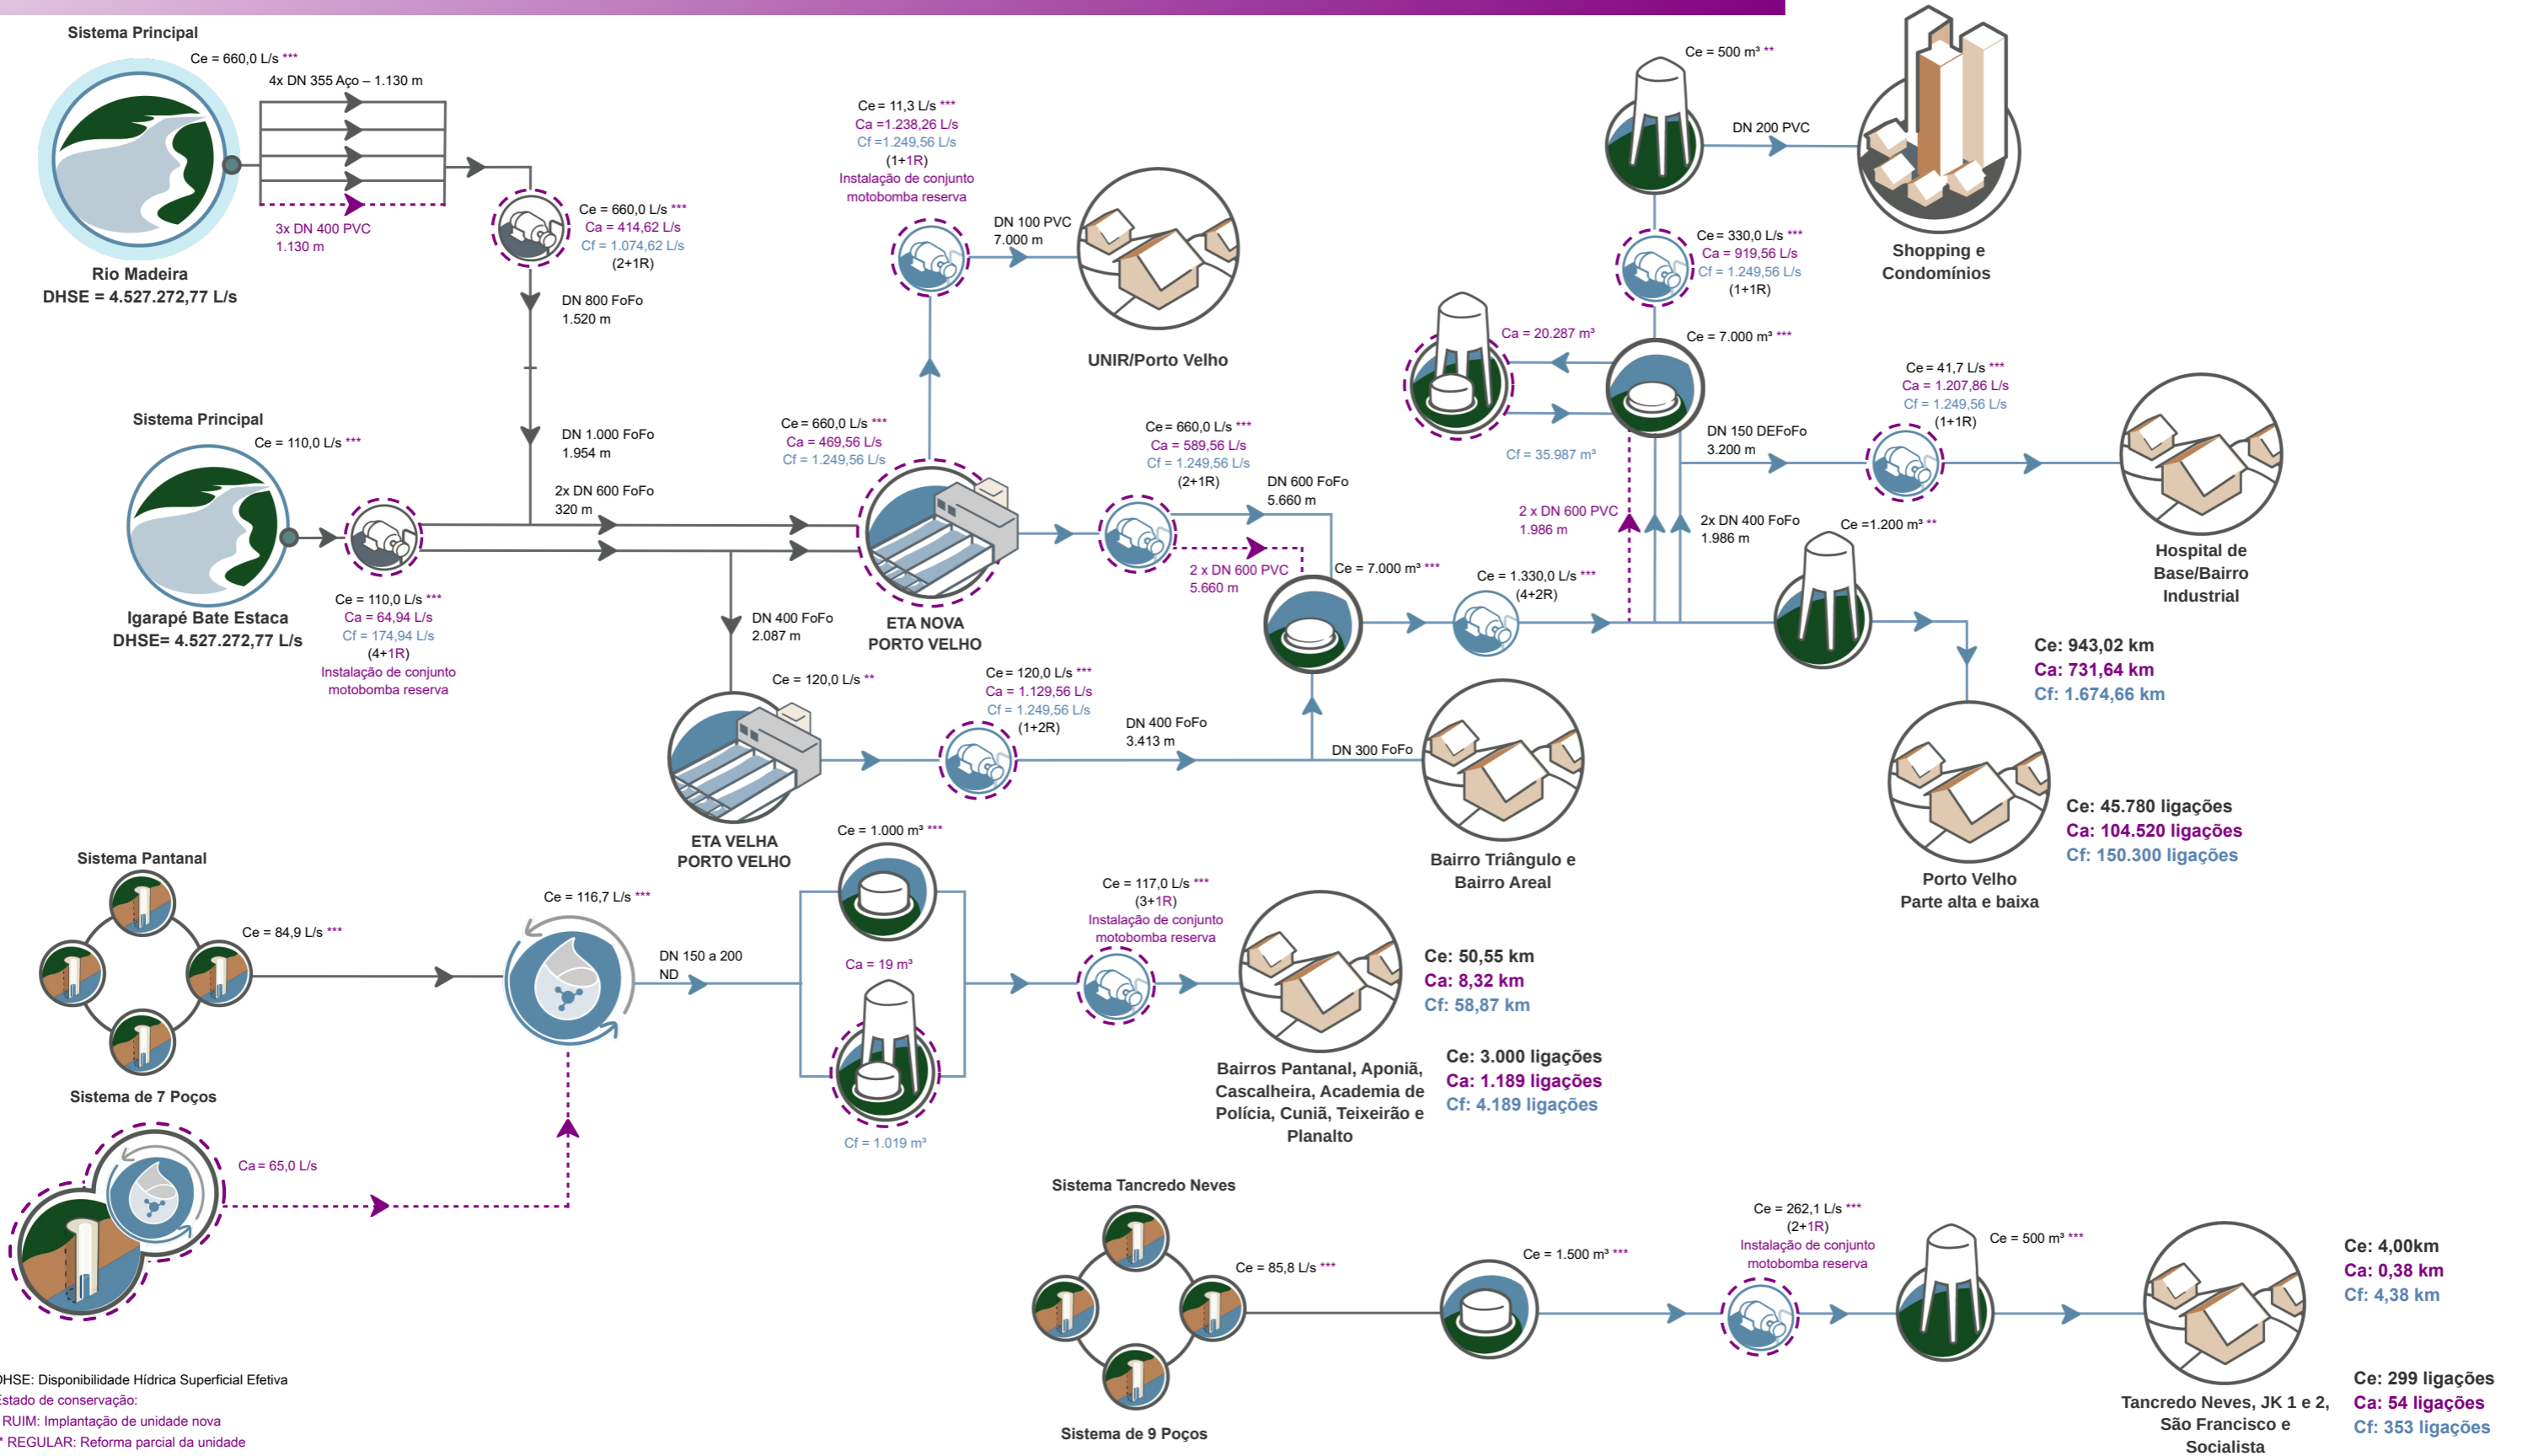 Sistema Principal
Ce = 660,0 L/s ***
4x DN 355 Aço – 1.130 m
3x DN 400 PVC
1.130 m
Rio Madeira
DHSE = 4.527.272,77 L/s
Ce = 660,0 L/s ***
Ca = 414,62 L/s
Cf = 1.074,62 L/s
(2+1R)
DN 800 FoFo
1.520 m
DN 1.000 FoFo
1.954 m
2x DN 600 FoFo
320 m
Sistema Principal
Ce = 110,0 L/s ***
Igarapé Bate Estaca
DHSE= 4.527.272,77 L/s
Ce = 110,0 L/s ***
Ca = 64,94 L/s
Cf = 174,94 L/s
(4+1R)
Instalação de conjunto
motobomba reserva
Ce = 11,3 L/s ***
Ca =1.238,26 L/s
Cf =1.249,56 L/s
(1+1R)
Instalação de conjunto
motobomba reserva
DN 100 PVC
7.000 m
UNIR/Porto Velho
Ce = 660,0 L/s ***
Ca = 469,56 L/s
Cf = 1.249,56 L/s
ETA NOVA
PORTO VELHO
Ce = 660,0 L/s ***
Ca = 589,56 L/s
Cf = 1.249,56 L/s
(2+1R)
DN 600 FoFo
5.660 m
2 x DN 600 PVC
5.660 m
DN 400 FoFo
2.087 m
Ce = 120,0 L/s **
ETA VELHA
PORTO VELHO
Ce = 120,0 L/s ***
Ca = 1.129,56 L/s
Cf = 1.249,56 L/s
(1+2R)
DN 400 FoFo
3.413 m
DN 300 FoFo
Bairro Triângulo e
Bairro Areal
Ce = 7.000 m³ ***
Ce = 1.330,0 L/s ***
(4+2R)
2 x DN 600 PVC
1.986 m
2x DN 400 FoFo
1.986 m
Ce = 500 m³ **
DN 200 PVC
Shopping e
Condomínios
Ce = 330,0 L/s ***
Ca = 919,56 L/s
Cf = 1.249,56 L/s
(1+1R)
Ca = 20.287 m³
Ce = 7.000 m³ ***
Cf = 35.987 m³
DN 150 DEFoFo
3.200 m
Ce = 41,7 L/s ***
Ca = 1.207,86 L/s
Cf = 1.249,56 L/s
(1+1R)
Hospital de
Base/Bairro
Industrial
Ce =1.200 m³ **
Ce: 943,02 km
Ca: 731,64 km
Cf: 1.674,66 km
Ce: 45.780 ligações
Ca: 104.520 ligações
Cf: 150.300 ligações
Porto Velho
Parte alta e baixa
Sistema Pantanal
Ce = 84,9 L/s ***
Sistema de 7 Poços
Ca = 65,0 L/s
Ce = 116,7 L/s ***
DN 150 a 200
ND
Ce = 1.000 m³ ***
Ca = 19 m³
Cf = 1.019 m³
Ce = 117,0 L/s ***
(3+1R)
Instalação de conjunto
motobomba reserva
Bairros Pantanal, Aponiã,
Cascalheira, Academia de
Polícia, Cuniã, Teixeirão e
Planalto
Ce: 50,55 km
Ca: 8,32 km
Cf: 58,87 km
Ce: 3.000 ligações
Ca: 1.189 ligações
Cf: 4.189 ligações
Sistema Tancredo Neves
Ce = 85,8 L/s ***
Sistema de 9 Poços
Ce = 1.500 m³ ***
Ce = 262,1 L/s ***
(2+1R)
Instalação de conjunto
motobomba reserva
Ce = 500 m³ ***
Tancredo Neves, JK 1 e 2,
São Francisco e
Socialista
Ce: 4,00km
Ca: 0,38 km
Cf: 4,38 km
Ce: 299 ligações
Ca: 54 ligações
Cf: 353 ligações
DHSE: Disponibilidade Hídrica Superficial Efetiva
Estado de conservação:
RUIM: Implantação de unidade nova
* REGULAR: Reforma parcial da unidade